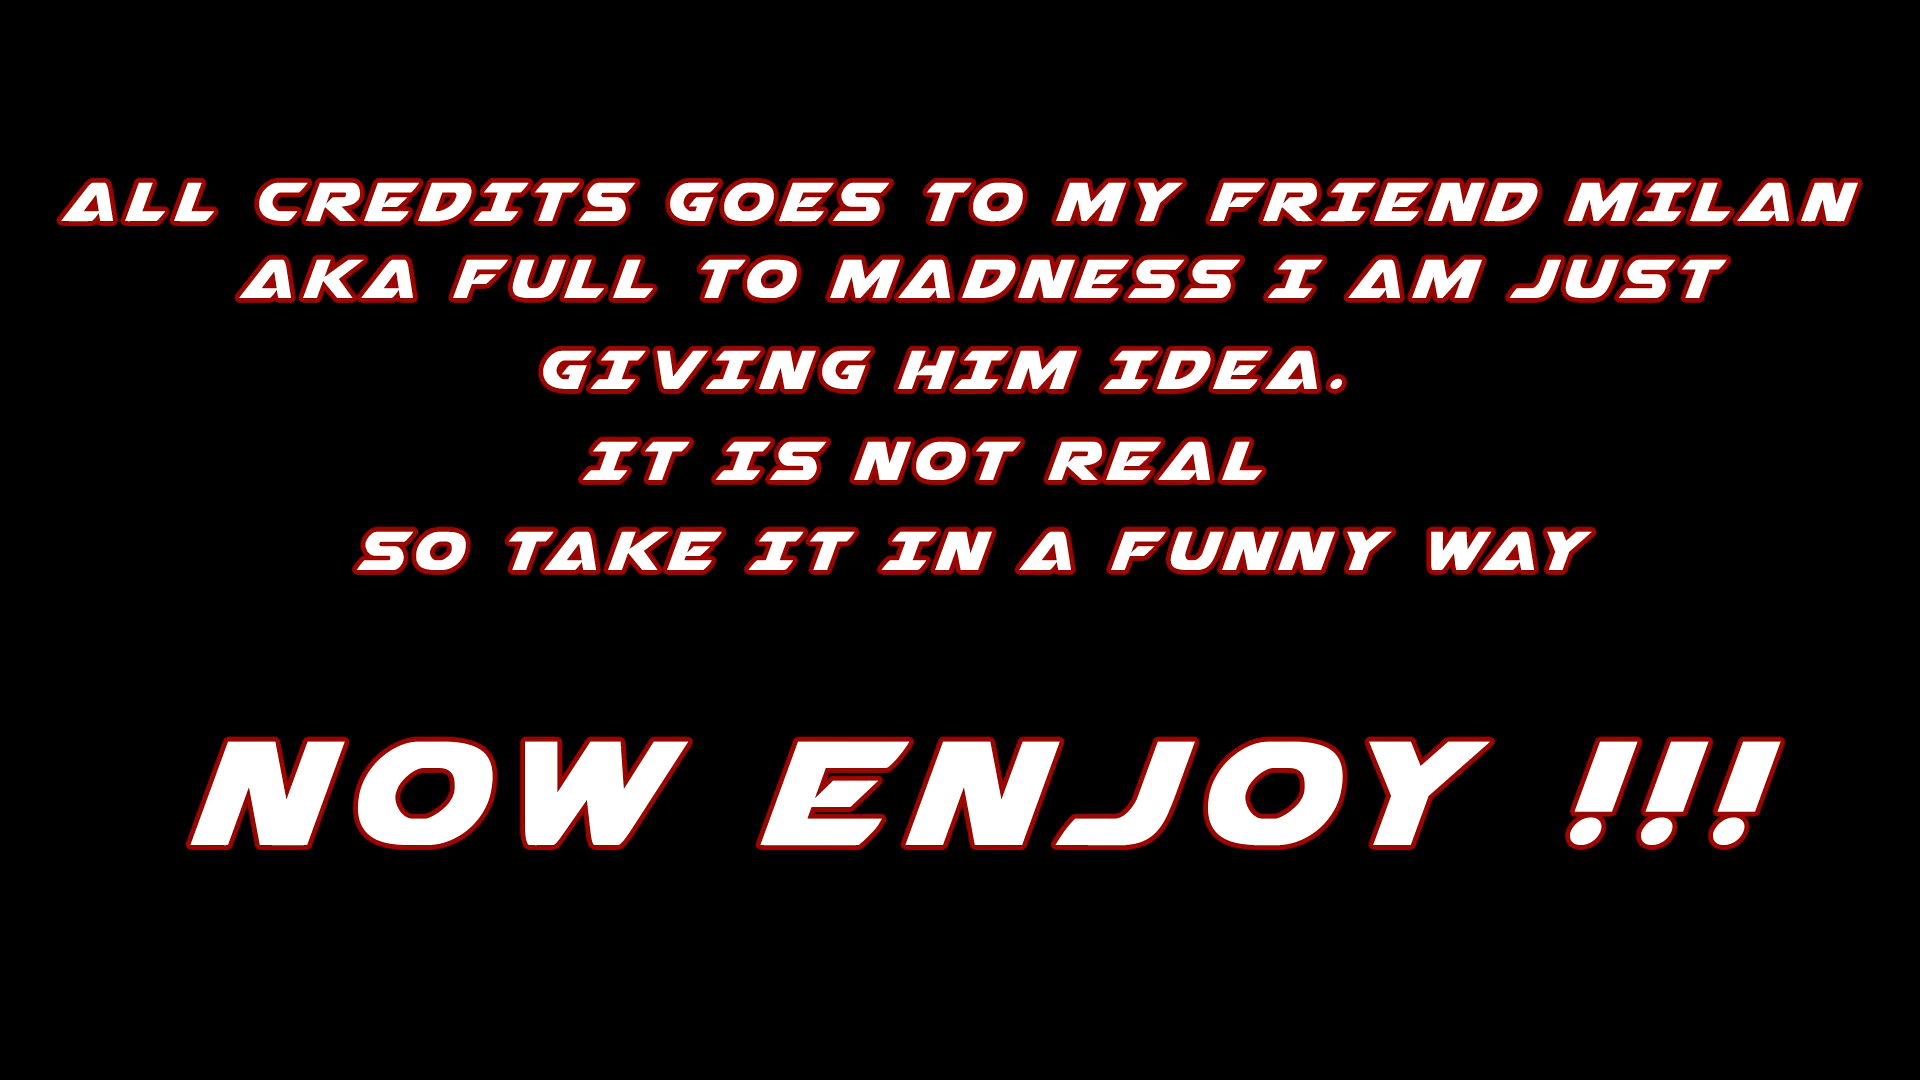 ALL CREDITS GOES TO MY FRIEND MILAN
AKA FULL TO MADNESS I AM JUST
GIVING HIM IDEA.
IT IS NOT REAL
SO TAKE IT IN A FUNNY WAY
NOW ENJOY !!!